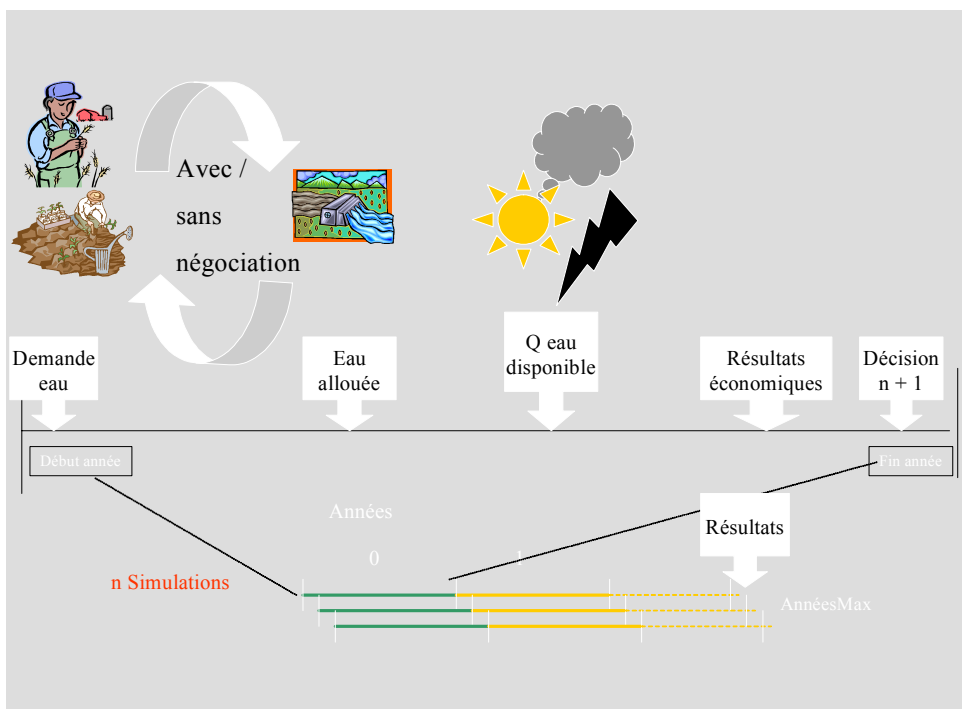 Avec /
sans
négociation
Demande
eau
Eau
allouée
Q eau
disponible
Résultats
économiques
Décision
n + 1
Début année
Fin année
Années
0
1
Résultats
n Simulations
AnnéesMax